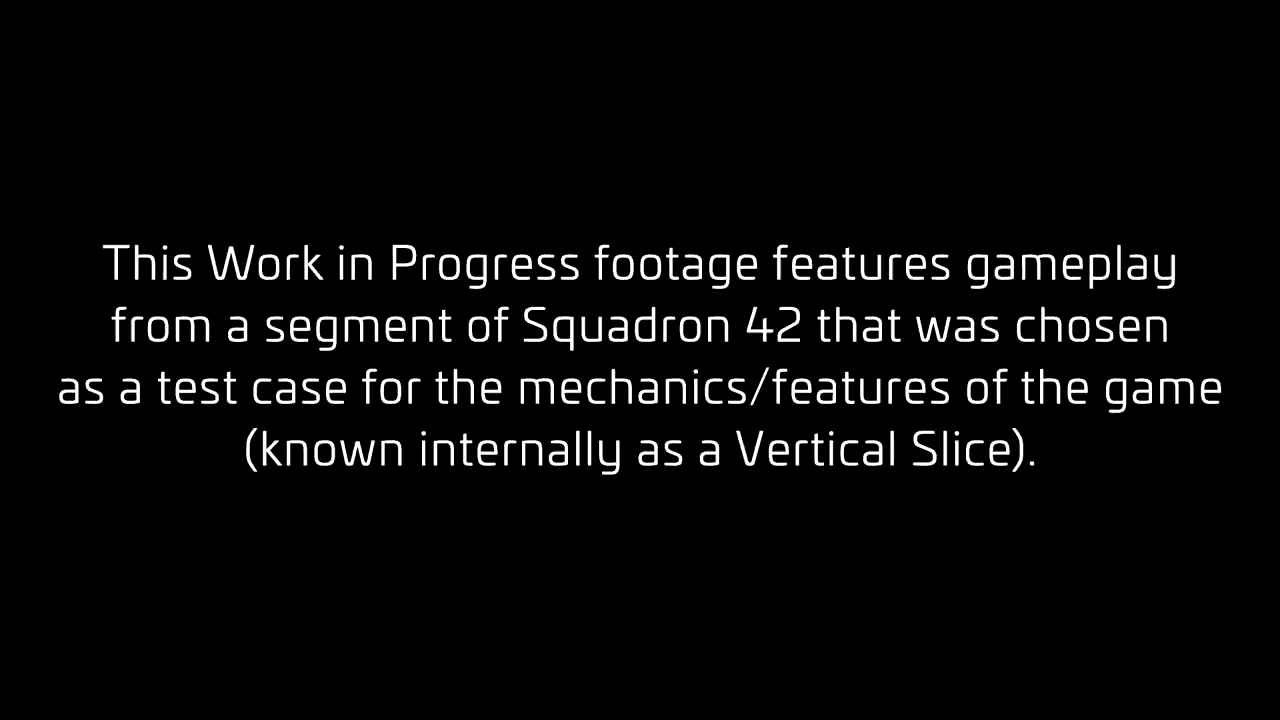 This Work in Progress footage features gameplay
from a segment of Squadron 42 that was chosen
as a test case for the mechanics/features of the game
(known internally as a Vertical Slice).